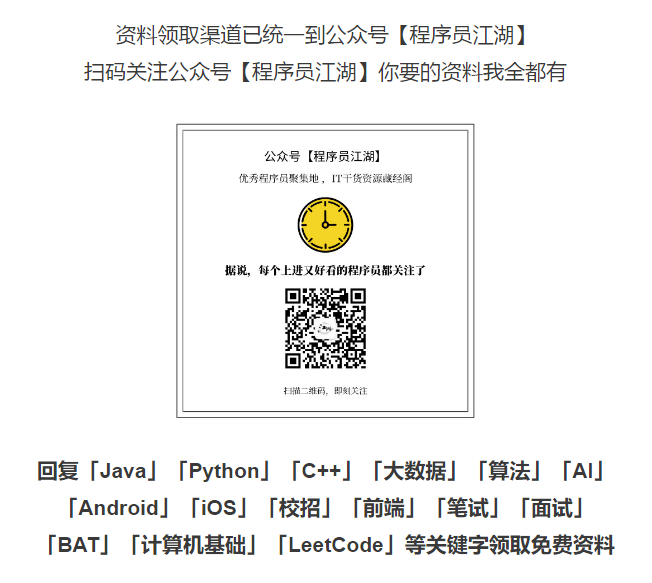 资料领取渠道已统一到公众号【程序员江湖】
扫码关注公众号【程序员江湖】你要的资料我全都有
公众号【程序员江湖】
优秀程序员聚集地，IT干货资源藏经阁
据说，每个上进又好看的程序员都关注了
扫描二维码，即刻关注
回复「Java」「Python」「C++」「大数据」「算法」「AI」
「Android」「iOS」「校招」「前端」「笔试」「面试」
「BAT」「计算机基础」「LeetCode」等关键字领取免费资料